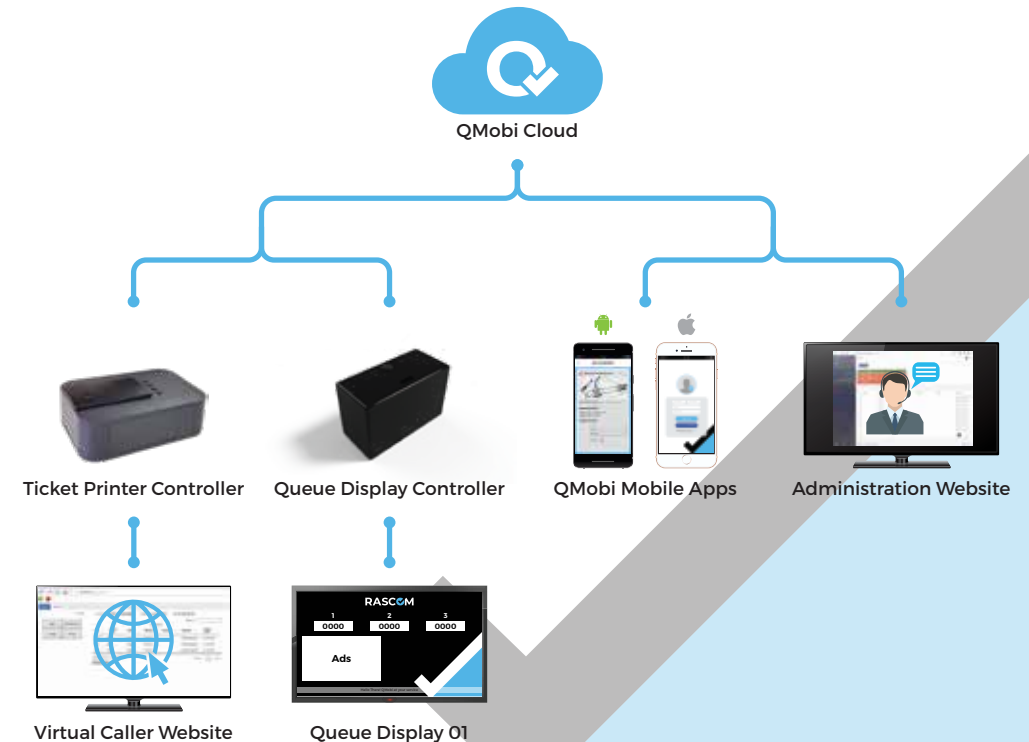 QMobi Cloud
Ticket Printer Controller
Queue Display Controller
QMobi Mobile Apps
Administration Website
RASCOM
1 2 3
0000 0000 0000
Ads
Virtual Caller Website
Queue Display 01